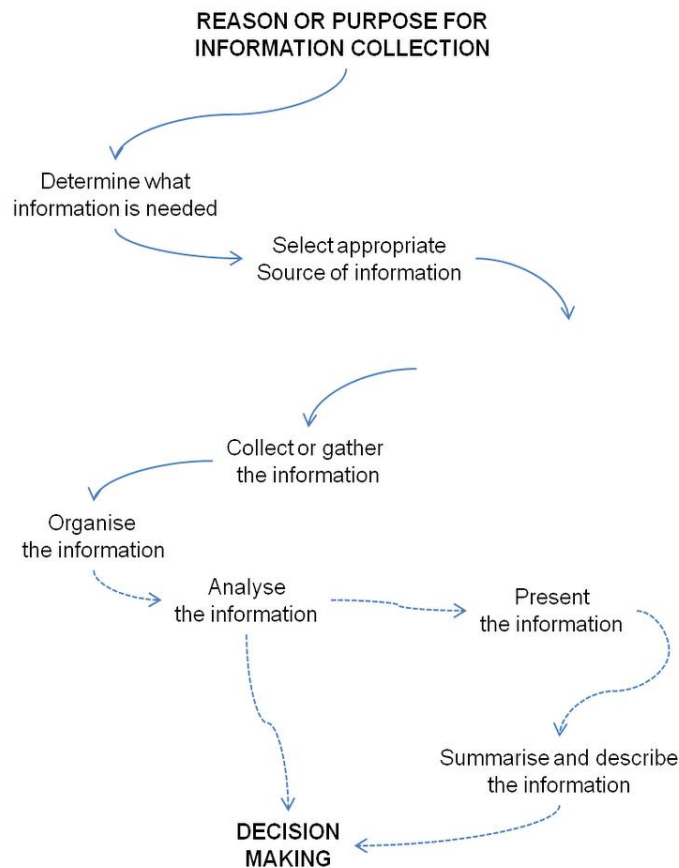 REASON OR PURPOSE FOR
INFORMATION COLLECTION
Determine what
information is needed
Select appropriate
Source of information
Collect or gather
the information
Organise
the information
Analyse
the information
Present
the information
Summarise and describe
the information
DECISION
MAKING